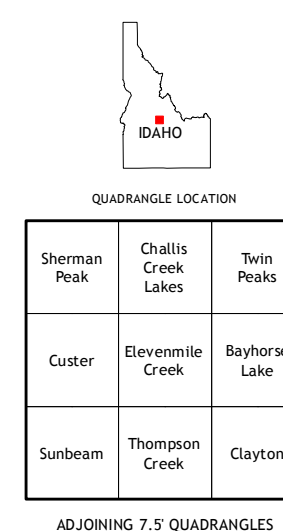 IDAHO
QUADRANGLE LOCATION
Sherman
Peak
Challis
Creek
Lakes
Twin
Peaks
Custer
Elevenmile
Creek
Bayhorse
Lake
Sunbeam
Thompson
Creek
Clayton
ADJOINING 7.5' QUADRANGLES